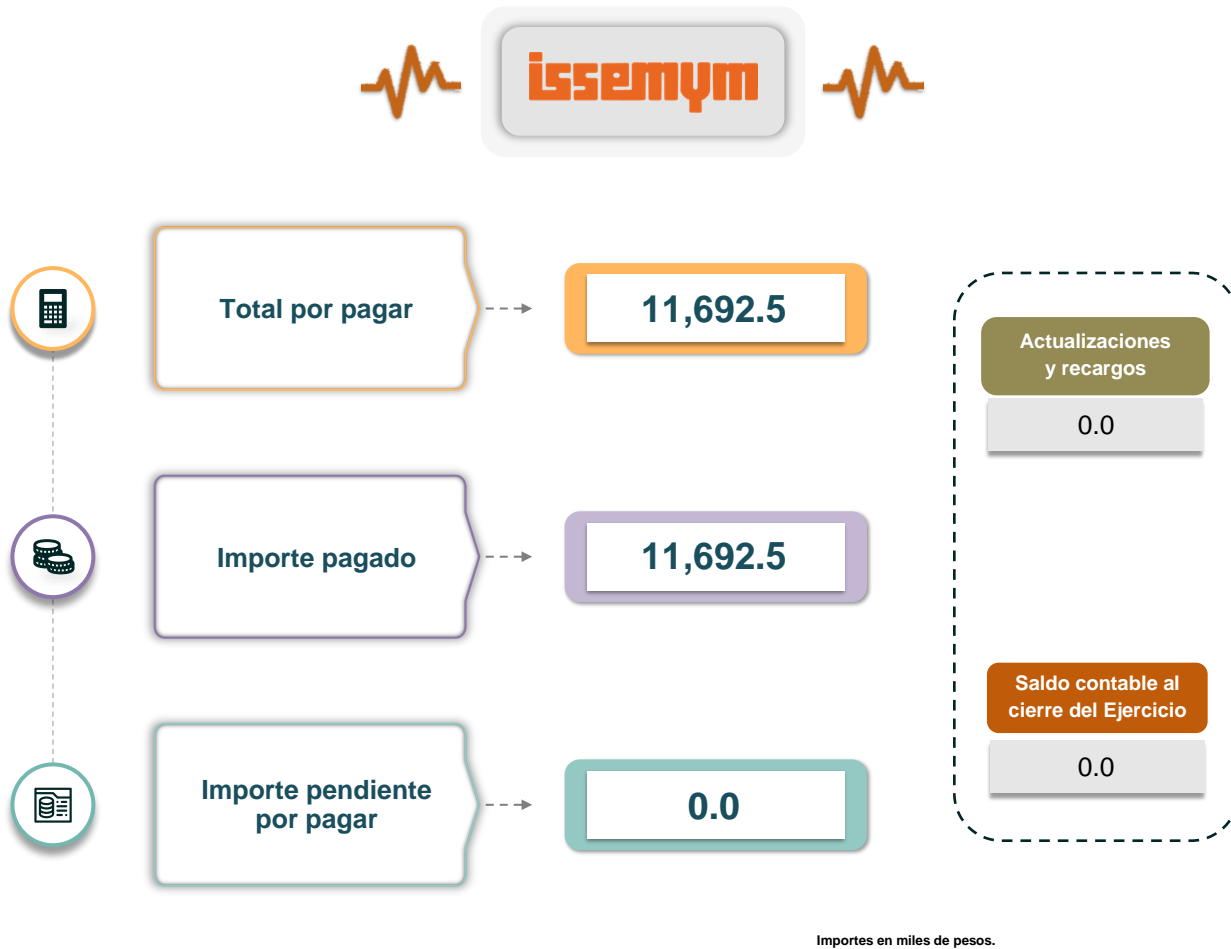 issemym
Total por pagar
11,692.5
Importe pagado
11,692.5
Importe pendiente
por pagar
0.0
Actualizaciones
y recargos
0.0
Saldo contable al
cierre del Ejercicio
0.0
Importes en miles de pesos.